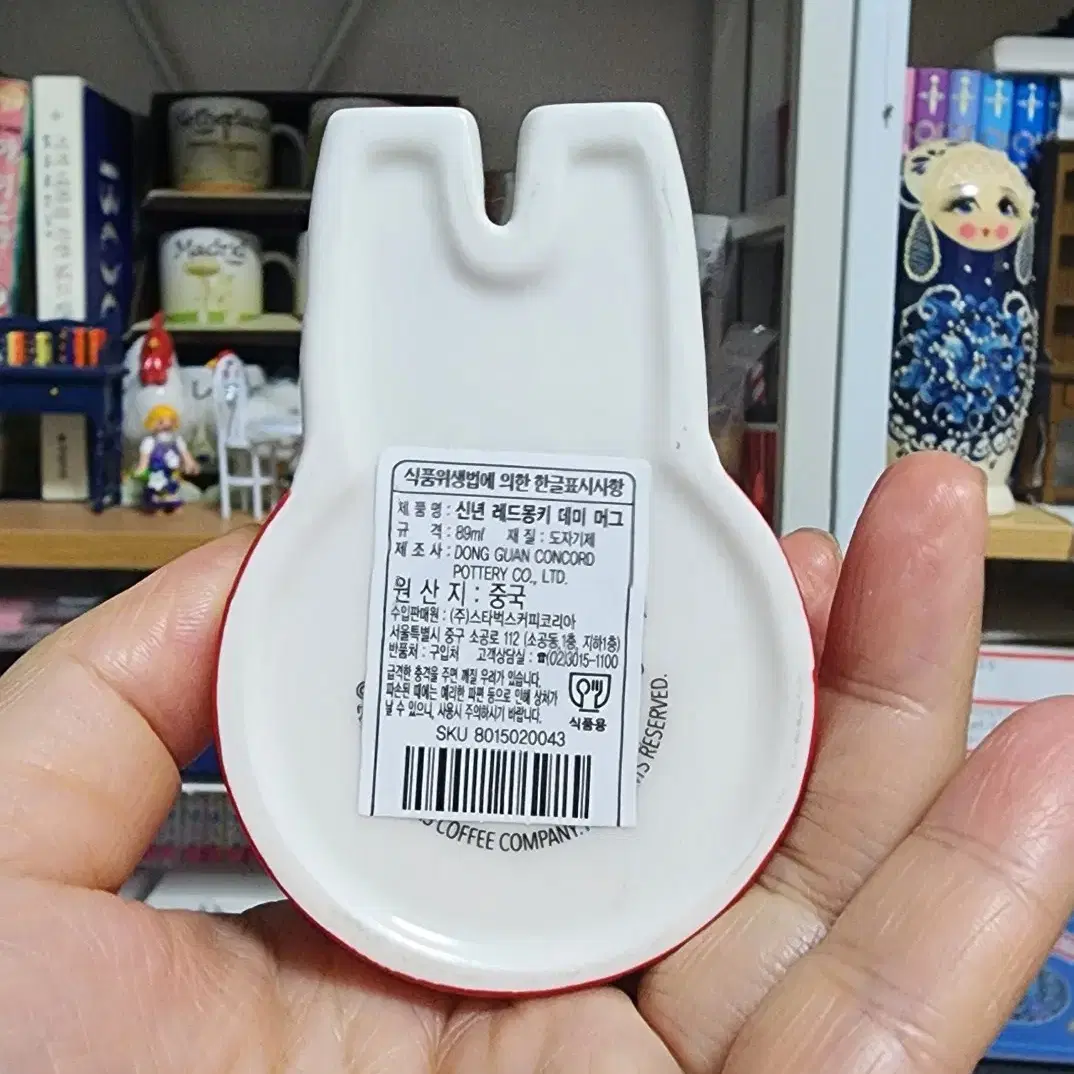 Madrid
식품위생법에 의한 한글표시사항
제 품 명 : 신년 레드몽키 데미 머그
규 격 : 89ml 재 질 : 도자기제
제 조 사 : DONG GUAN CONCORD
POTTERY CO., LTD.
원 산 지 : 중국
수입판매원 : (주)스타벅스커피코리아
서울특별시 중구 소공로 112 (소공동,1층, 지하1층)
반품처 : 구입처 고객상담실 : ☎(02)3015-1100
급격한 충격을 주면 깨질 우려가 있습니다.
파손된 때에는 예리한 파편 등으로 인해 상처가
날 수 있으니, 사용시 주의하시기 바랍니다.
식품용
SKU 8015020043
COFFEE COMPANY.
RESERVED.